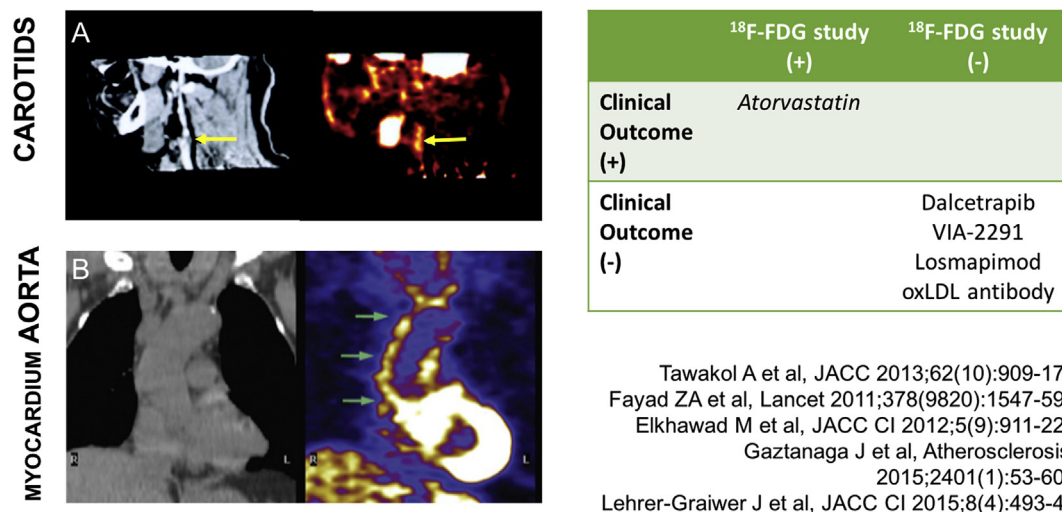 CAROTIDS
A
MYOCARDIUM AORTA
B
R
L
18F-FDG study
(+)
18F-FDG study
(-)
Clinical
Outcome
(+)
Atorvastatin
Clinical
Outcome
(-)
Dalcetrapib
VIA-2291
Losmapimod
oxLDL antibody
Tawakol A et al, JACC 2013;62(10):909-17
Fayad ZA et al, Lancet 2011;378(9820):1547-59
Elkhawad M et al, JACC CI 2012;5(9):911-22
Gaztanaga J et al, Atherosclerosis
2015;2401(1):53-60
Lehrer-Graiwer J et al, JACC CI 2015;8(4):493-4
R
L